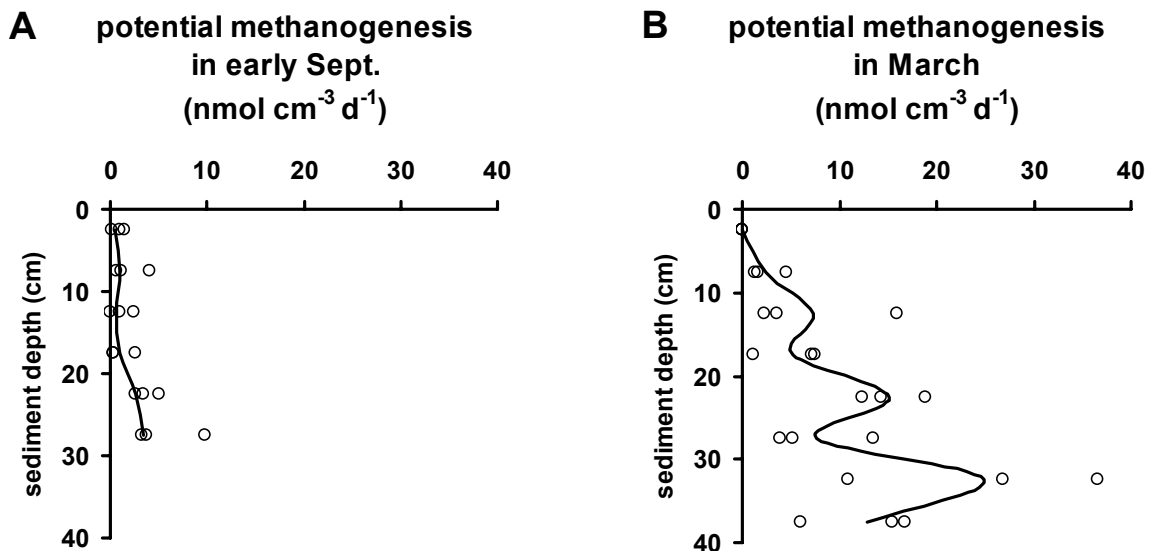 A
potential methanogenesis
in early Sept.
(nmol cm⁻³ d⁻¹)
0 10 20 30 40
0
10
20
30
40
sediment depth (cm)
B
potential methanogenesis
in March
(nmol cm⁻³ d⁻¹)
0 10 20 30 40
0
10
20
30
40
sediment depth (cm)